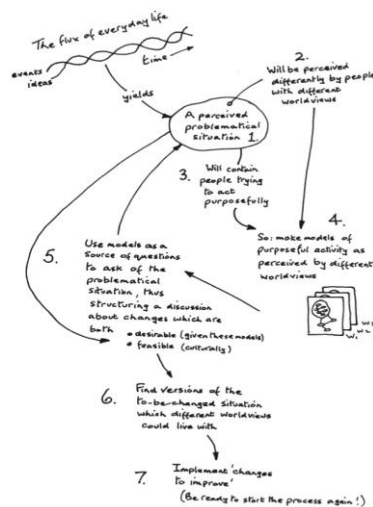 The flux of everyday life
events
ideas
time
yields
A perceived
problematical
situation 1.
2.
Will be perceived
differently by people
with different
worldviews
3.
Will contain
people trying
to act
purposefully
4.
So: make models of
purposeful activity as
perceived by different
worldviews
W₁
W₂
W₃
5.
Use models as a
source of questions
to ask of the
problematical
situation, thus
structuring a discussion
about changes which are
both
• desirable (given these models)
• feasible (culturally)
6.
Find versions of the
to-be-changed situation
which different worldviews
could live with
7.
Implement 'changes
to improve'
(Be ready to start the process again!)